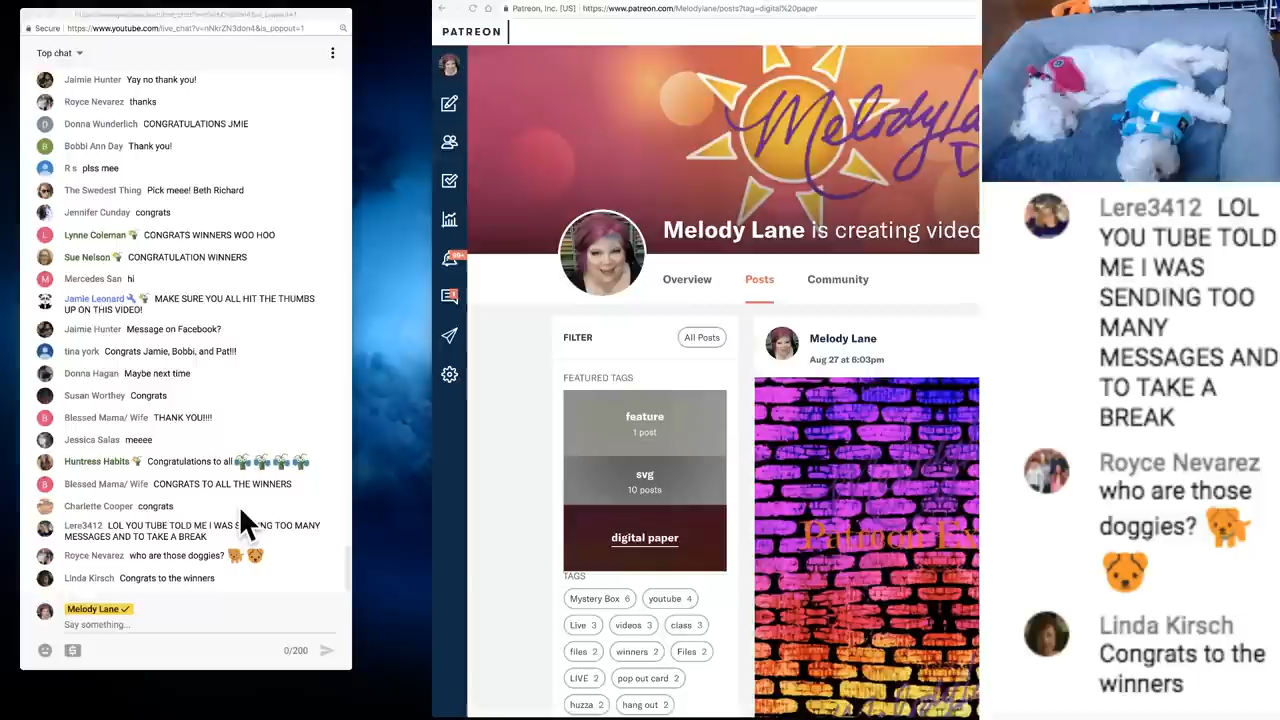 Secure https://www.youtube.com/live_chat?v=nNkrZN3don4&is_popout=1
Top chat
Jaimie Hunter Yay no thank you!
Royce Nevarez thanks
Donna Wunderlich CONGRATULATIONS JMIE
Bobbi Ann Day Thank you!
R s plss mee
The Swedest Thing Pick meee! Beth Richard
Jennifer Cunday congrats
Lynne Coleman CONGRATS WINNERS WOO HOO
Sue Nelson CONGRATULATION WINNERS
Mercedes San hi
Jamie Leonard MAKE SURE YOU ALL HIT THE THUMBS
UP ON THIS VIDEO!
Jaimie Hunter Message on Facebook?
tina york Congrats Jamie, Bobbi, and Pat!!!
Donna Hagan Maybe next time
Susan Worthey Congrats
Blessed Mama/ Wife THANK YOU!!!!
Jessica Salas meeee
Huntress Habits Congratulations to all
Blessed Mama/ Wife CONGRATS TO ALL THE WINNERS
Charlette Cooper congrats
Lere3412 LOL YOU TUBE TOLD ME I WAS S NG TOO MANY
MESSAGES AND TO TAKE A BREAK
Royce Nevarez who are those doggies?
Linda Kirsch Congrats to the winners
Melody Lane
Say something...
0/200
Patreon, Inc. [US] https://www.patreon.com/Melodylane/posts?tag=digital%20paper
PATREON
MelodyLa
D
Melody Lane is creating videc
Overview Posts Community
99+
FILTER All Posts
FEATURED TAGS
feature
1 post
svg
10 posts
digital paper
TAGS
Mystery Box 6 youtube 4
Live 3 videos 3 class 3
files 2 winners 2 Files 2
LIVE 2 pop out card 2
huzza 2 hang out 2
Melody Lane
Aug 27 at 6:03pm
Patreon Ex
Lere3412 LOL
YOU TUBE TOLD
ME I WAS
SENDING TOO
MANY
MESSAGES AND
TO TAKE A
BREAK
Royce Nevarez
who are those
doggies?
Linda Kirsch
Congrats to the
winners